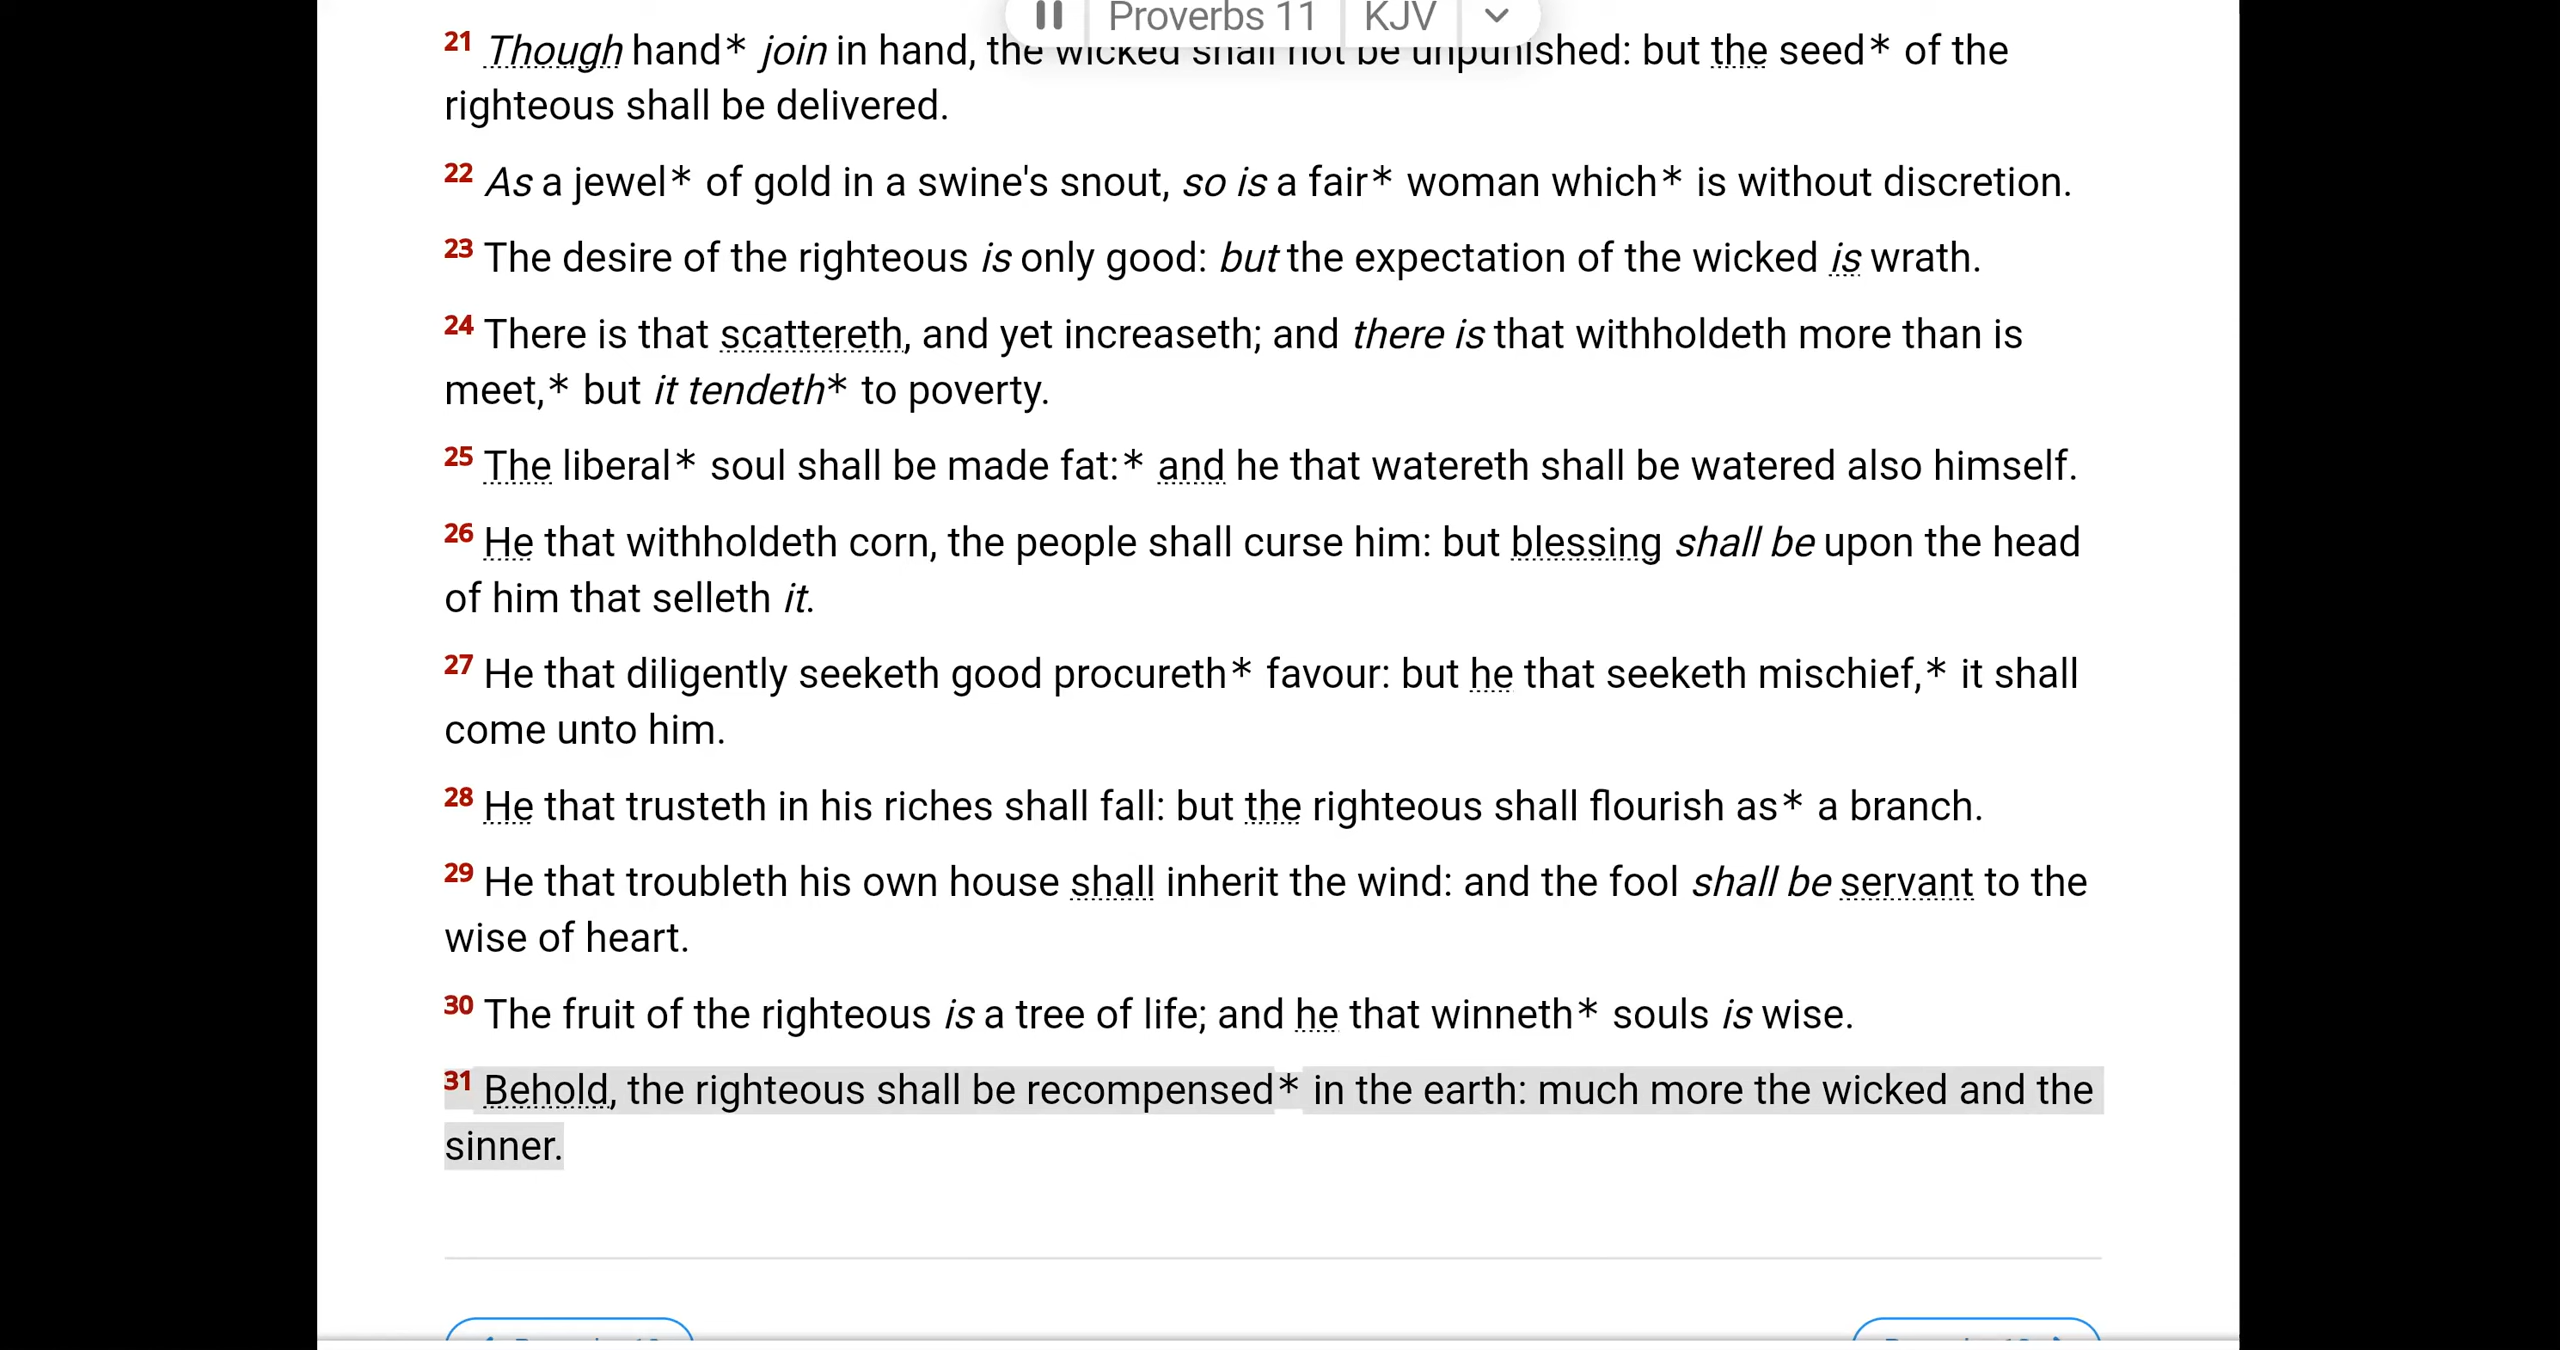 Proverbs 11 KJV
21 Though hand* join in hand, the wicked shall not be unpunished: but the seed* of the
righteous shall be delivered.
22 As a jewel* of gold in a swine's snout, so is a fair* woman which* is without discretion.
23 The desire of the righteous is only good: but the expectation of the wicked is wrath.
24 There is that scattereth, and yet increaseth; and there is that withholdeth more than is
meet,* but it tendeth* to poverty.
25 The liberal* soul shall be made fat:* and he that watereth shall be watered also himself.
26 He that withholdeth corn, the people shall curse him: but blessing shall be upon the head
of him that selleth it.
27 He that diligently seeketh good procureth* favour: but he that seeketh mischief,* it shall
come unto him.
28 He that trusteth in his riches shall fall: but the righteous shall flourish as* a branch.
29 He that troubleth his own house shall inherit the wind: and the fool shall be servant to the
wise of heart.
30 The fruit of the righteous is a tree of life; and he that winneth* souls is wise.
31 Behold, the righteous shall be recompensed* in the earth: much more the wicked and the
sinner.